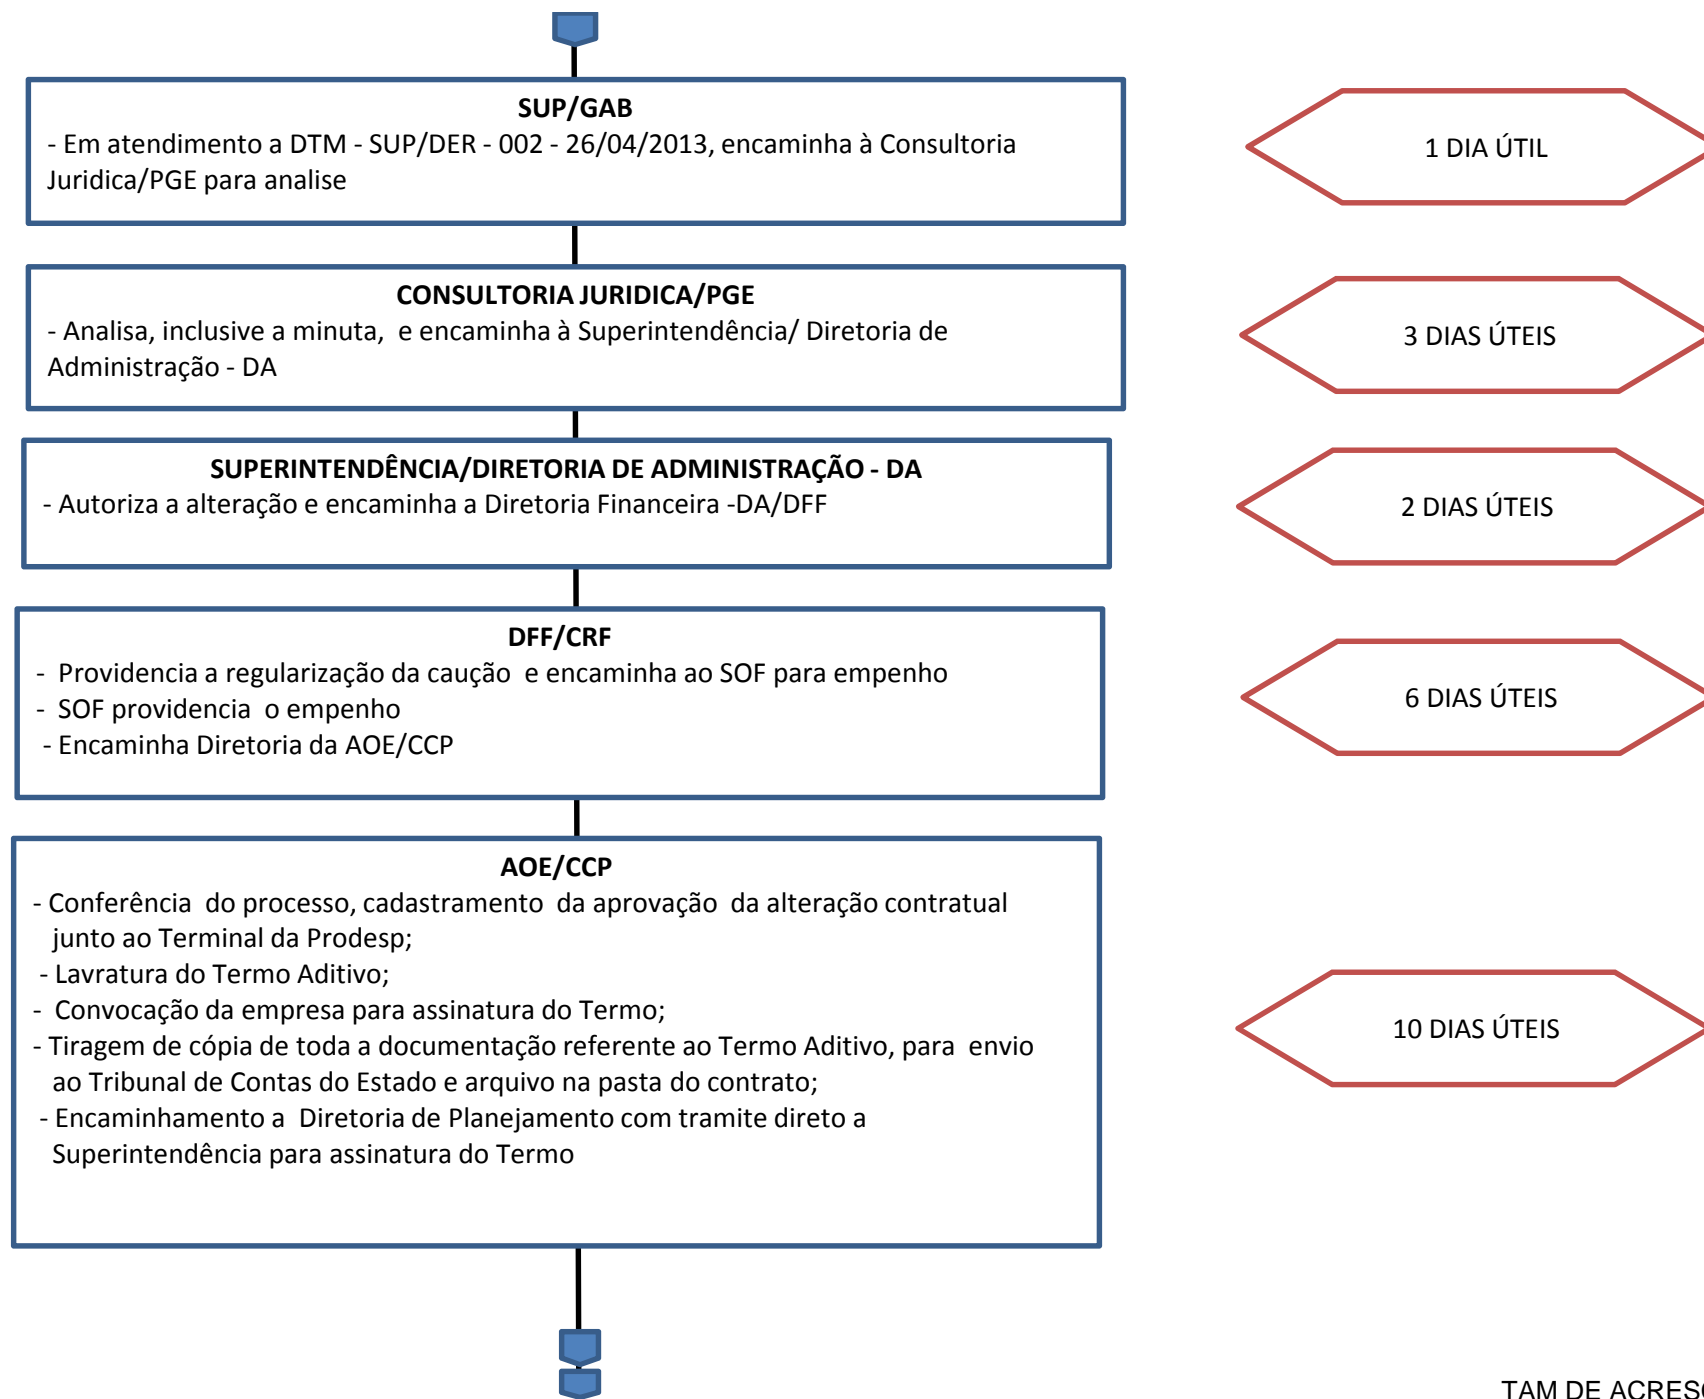 SUP/GAB
- Em atendimento a DTM - SUP/DER - 002 - 26/04/2013, encaminha à Consultoria
Juridica/PGE para analise
1 DIA ÚTIL
CONSULTORIA JURIDICA/PGE
- Analisa, inclusive a minuta, e encaminha à Superintendência/ Diretoria de
Administração - DA
3 DIAS ÚTEIS
SUPERINTENDÊNCIA/DIRETORIA DE ADMINISTRAÇÃO - DA
- Autoriza a alteração e encaminha a Diretoria Financeira -DA/DFF
2 DIAS ÚTEIS
DFF/CRF
- Providencia a regularização da caução e encaminha ao SOF para empenho
- SOF providencia o empenho
- Encaminha Diretoria da AOE/CCP
6 DIAS ÚTEIS
AOE/CCP
- Conferência do processo, cadastramento da aprovação da alteração contratual
junto ao Terminal da Prodesp;
- Lavratura do Termo Aditivo;
- Convocação da empresa para assinatura do Termo;
- Tiragem de cópia de toda a documentação referente ao Termo Aditivo, para envio
ao Tribunal de Contas do Estado e arquivo na pasta do contrato;
- Encaminhamento a Diretoria de Planejamento com tramite direto a
Superintendência para assinatura do Termo
10 DIAS ÚTEIS
TAM DE